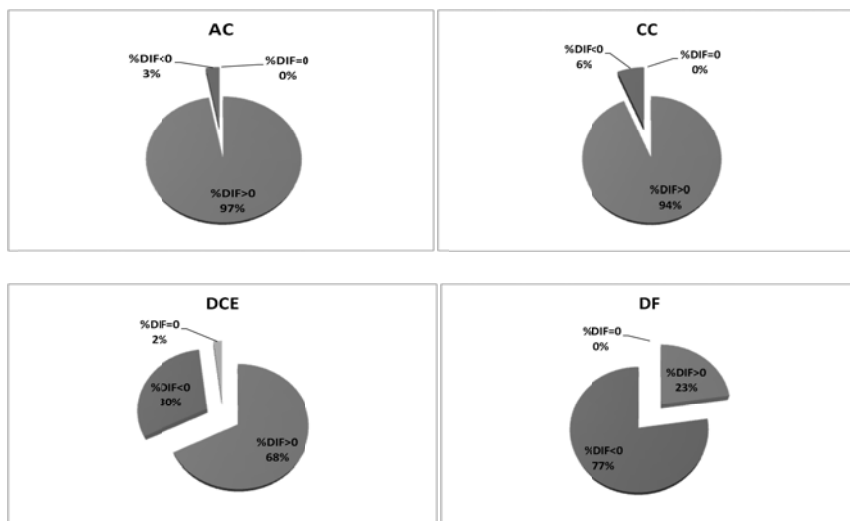 AC
%DIF<0
3%
%DIF=0
0%
%DIF>0
97%
CC
%DIF<0
6%
%DIF=0
0%
%DIF>0
94%
DCE
%DIF=0
2%
%DIF<0
30%
%DIF>0
68%
DF
%DIF=0
0%
%DIF>0
23%
%DIF<0
77%